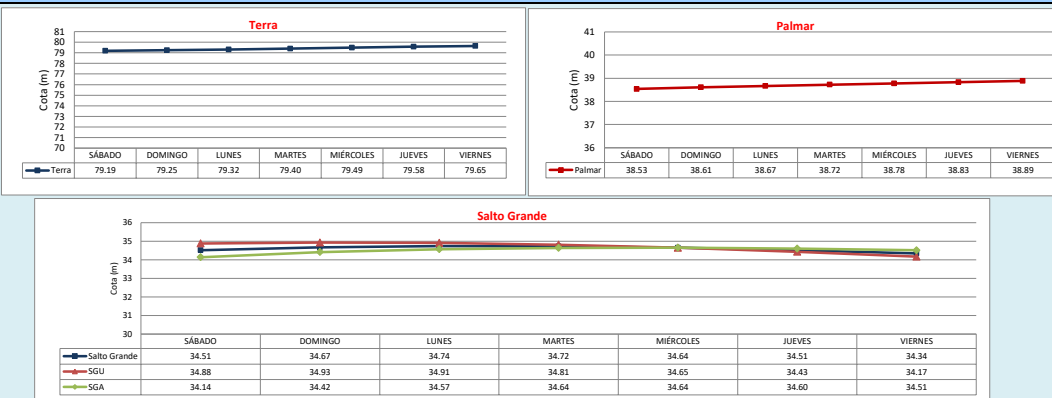 Terra
Cota (m)
81
80
79
78
77
76
75
74
73
72
71
70
SÁBADO DOMINGO LUNES MARTES MIÉRCOLES JUEVES VIERNES
Terra 79.19 79.25 79.32 79.40 79.49 79.58 79.65
Palmar
Cota (m)
41
40
39
38
37
36
SÁBADO DOMINGO LUNES MARTES MIÉRCOLES JUEVES VIERNES
Palmar 38.53 38.61 38.67 38.72 38.78 38.83 38.89
Salto Grande
Cota (m)
36
35
34
33
32
31
30
SÁBADO DOMINGO LUNES MARTES MIÉRCOLES JUEVES VIERNES
Salto Grande 34.51 34.67 34.74 34.72 34.64 34.51 34.34
SGU 34.88 34.93 34.91 34.81 34.65 34.43 34.17
SGA 34.14 34.42 34.57 34.64 34.64 34.60 34.51